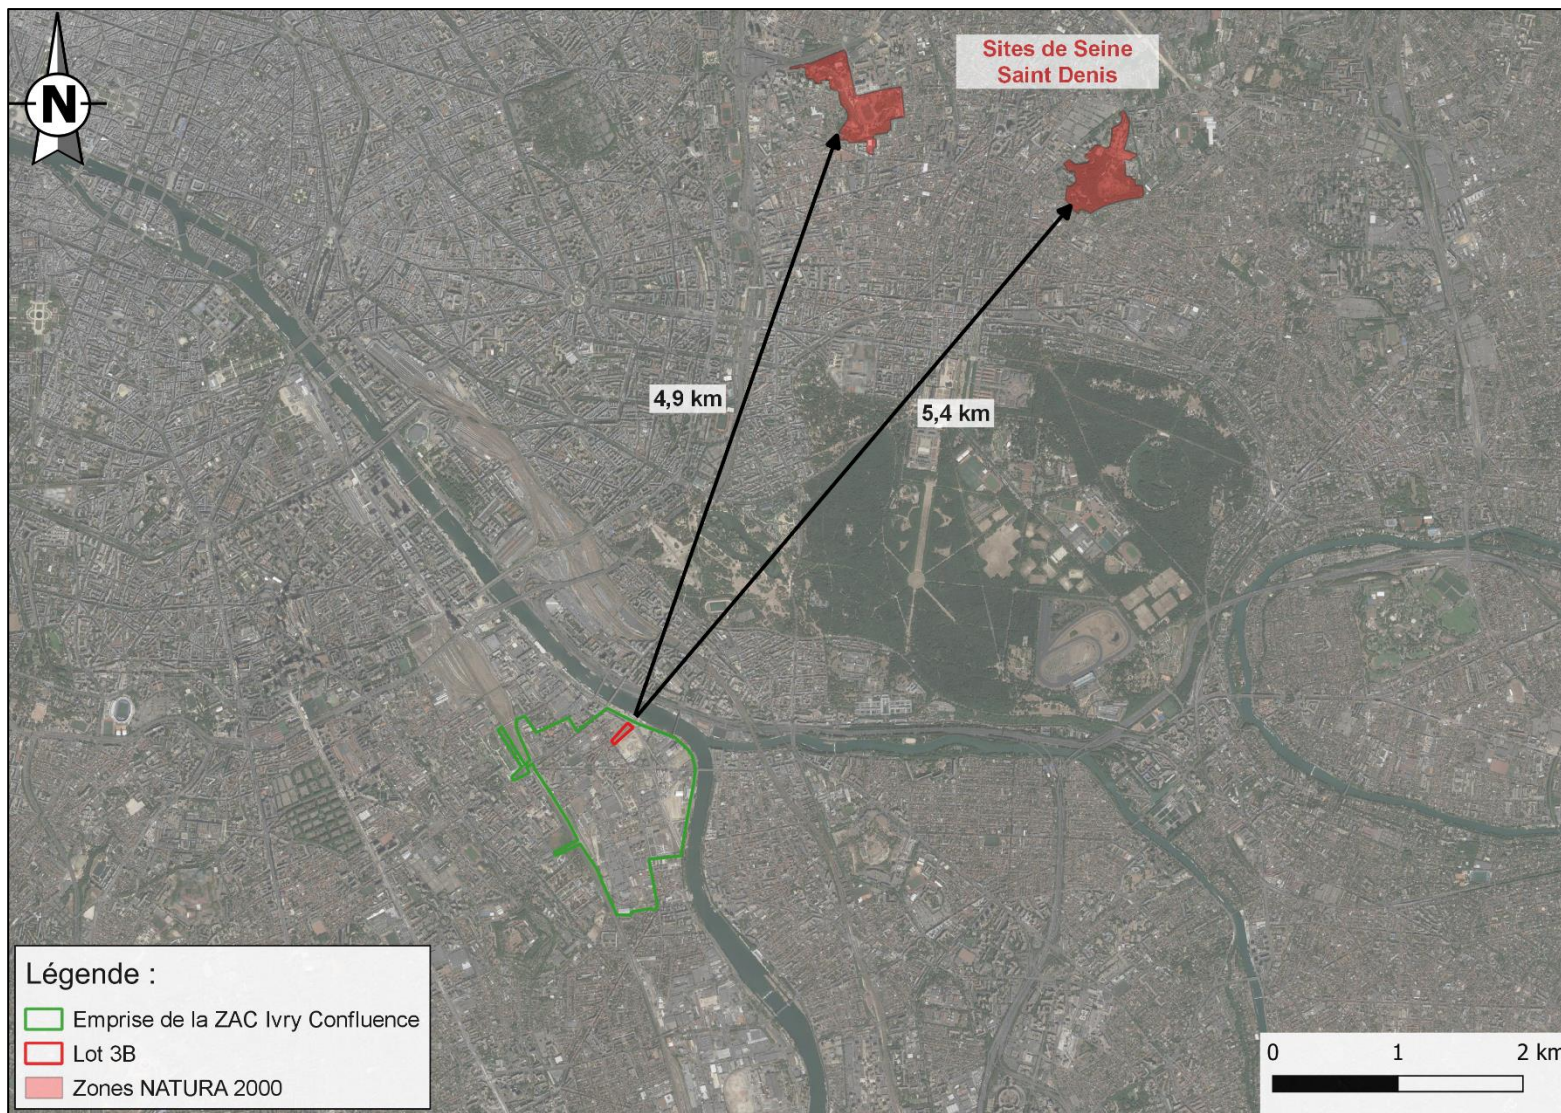 N
Sites de Seine
Saint Denis
4,9 km
5,4 km
Légende :
Emprise de la ZAC Ivry Confluence
Lot 3B
Zones NATURA 2000
0 1 2 km